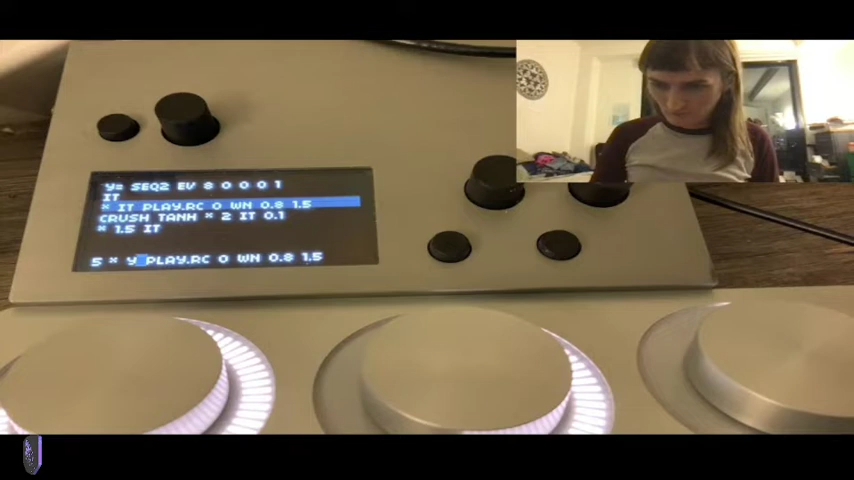 Y= SEQ2 EV 8 0 0 0 1
IT
* IT PLAY.RC 0 WN 0.8 1.5
CRUSH TANH * 2 IT 0.1
* 1.5 IT
5 * Y PLAY.RC 0 WN 0.8 1.5